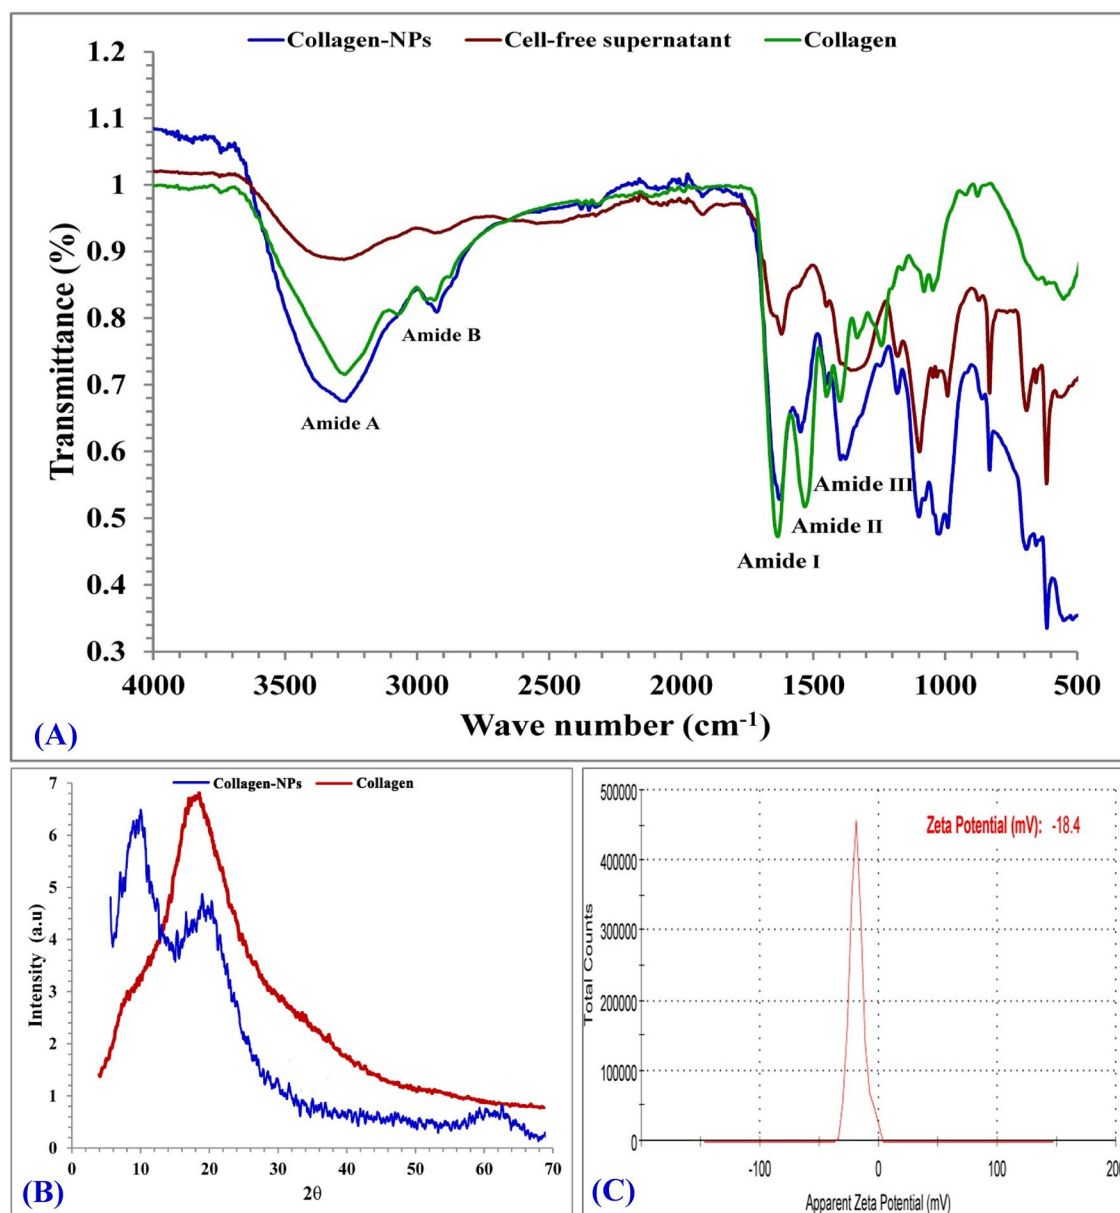 Collagen-NPs Cell-free supernatant Collagen
1.2
1.1
1
0.9
0.8
0.7
0.6
0.5
0.4
0.3
Transmittance (%)
Amide A
Amide B
Amide III
Amide II
Amide I
4000 3500 3000 2500 2000 1500 1000 500
Wave number (cm⁻¹)
(A)
Collagen-NPs Collagen
7
6
5
4
3
2
1
0
Intensity (a.u)
0 10 20 30 40 50 60 70
2θ
(B)
500000
400000
300000
200000
100000
0
Total Counts
Zeta Potential (mV): -18.4
-100 0 100 200
Apparent Zeta Potential (mV)
(C)